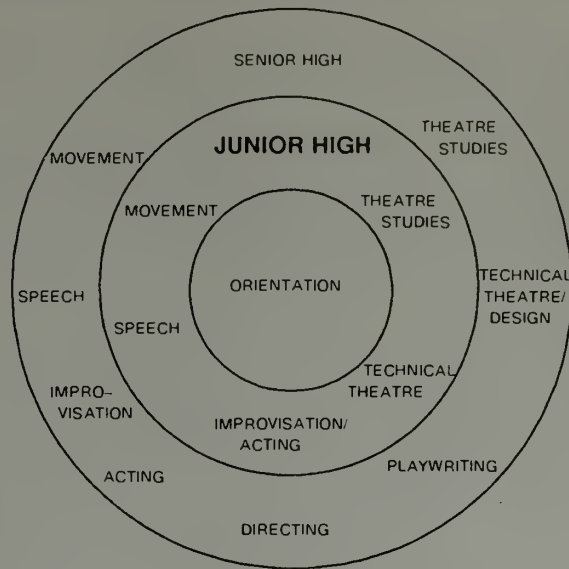 SENIOR HIGH
THEATRE
STUDIES
MOVEMENT
JUNIOR HIGH
MOVEMENT
THEATRE
STUDIES
ORIENTATION
TECHNICAL
THEATRE/
DESIGN
SPEECH
SPEECH
TECHNICAL
THEATRE
IMPRO-
VISATION
IMPROVISATION/
ACTING
PLAYWRITING
ACTING
DIRECTING